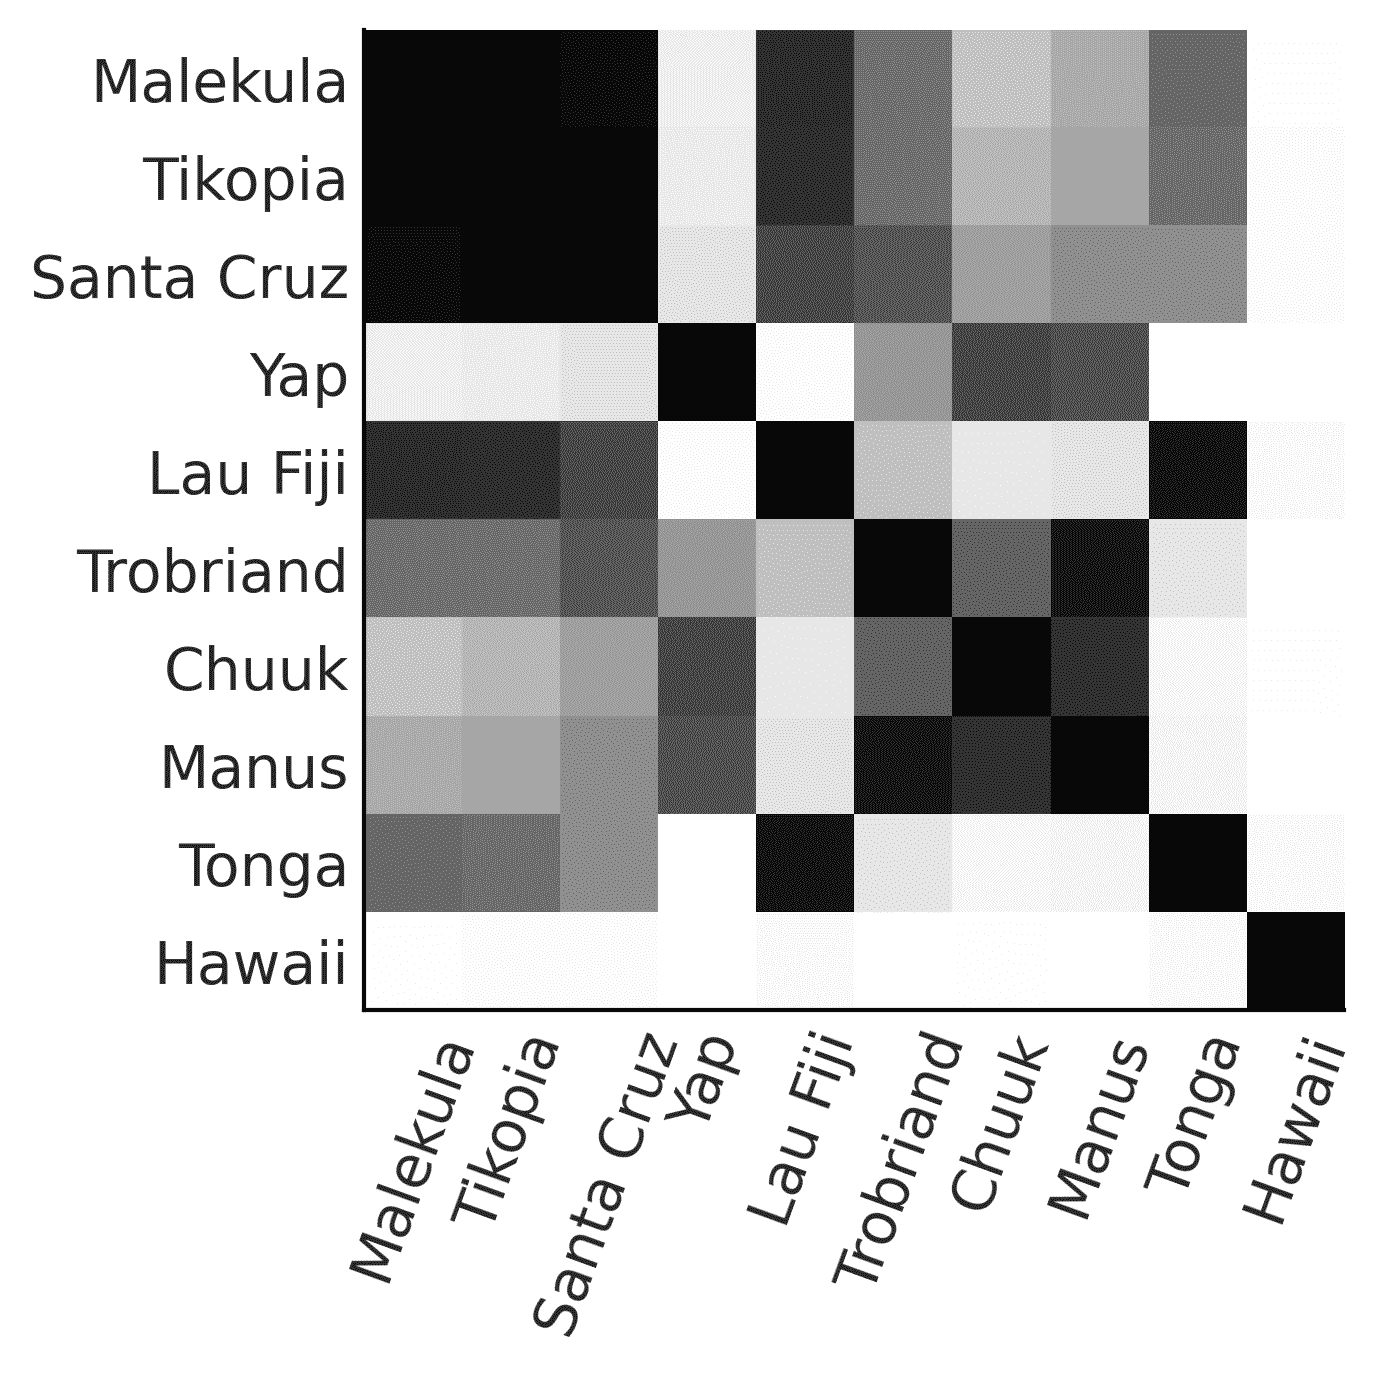 Malekula
Tikopia
Santa Cruz
Yap
Lau Fiji
Trobriand
Chuuk
Manus
Tonga
Hawaii
Malekula
Tikopia
Santa Cruz
Yap
Lau Fiji
Trobriand
Chuuk
Manus
Tonga
Hawaii